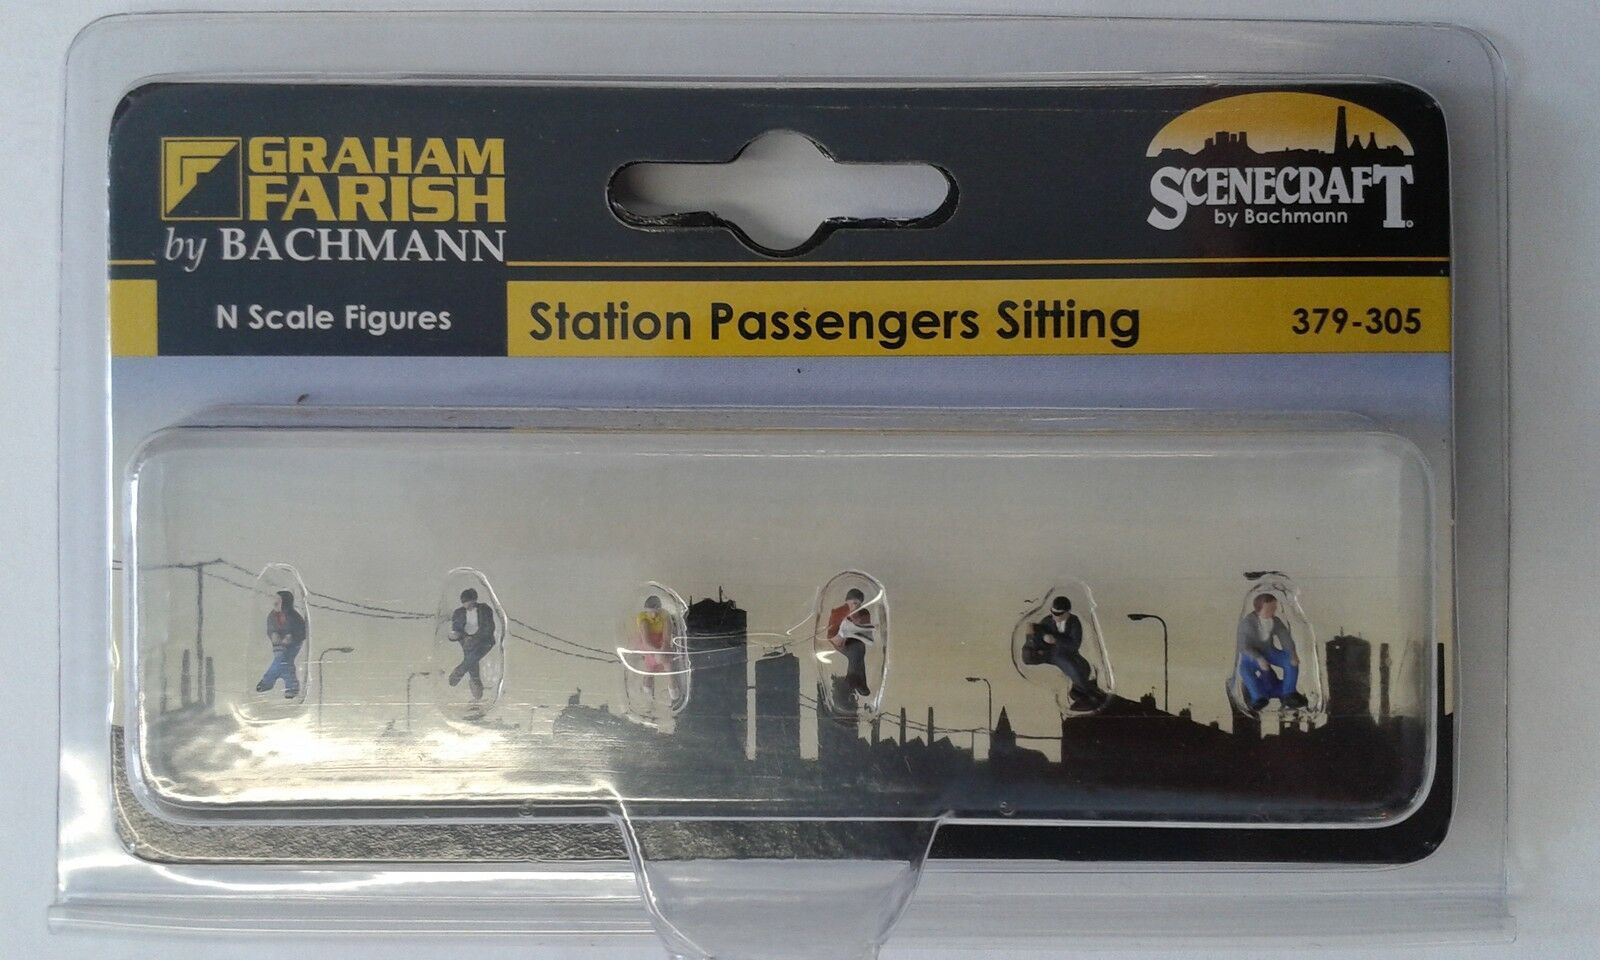 GRAHAM
FARISH
by BACHMANN
SCENECRAFT
by Bachmann
N Scale Figures
Station Passengers Sitting
379-305